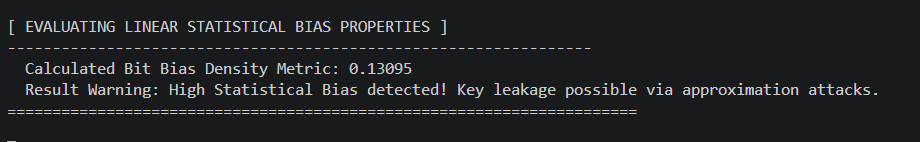 [ EVALUATING LINEAR STATISTICAL BIAS PROPERTIES ]
-----------------------------------------------------------------
Calculated Bit Bias Density Metric: 0.13095
Result Warning: High Statistical Bias detected! Key leakage possible via approximation attacks.
======================================================================